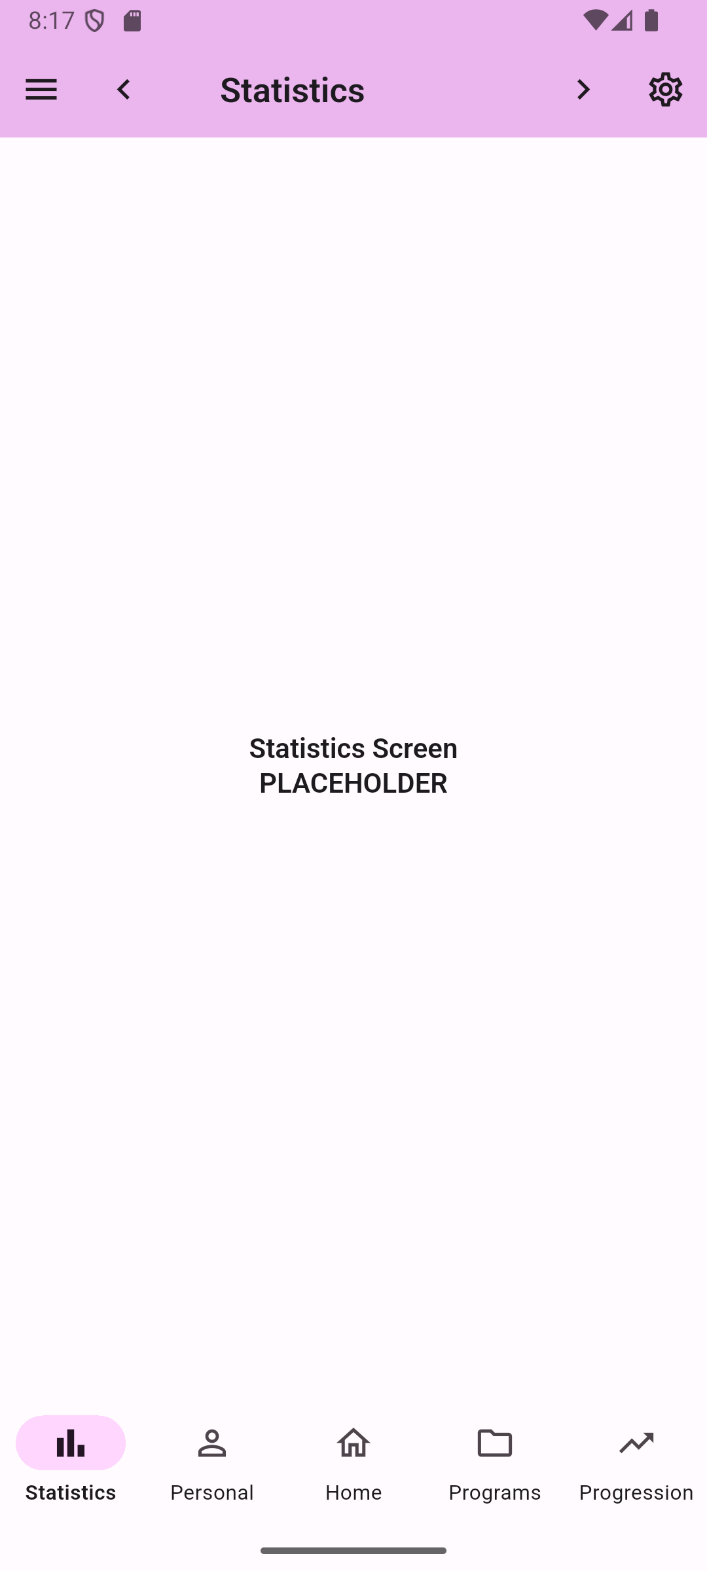 8:17
Statistics
Statistics Screen
PLACEHOLDER
Statistics
Personal
Home
Programs
Progression